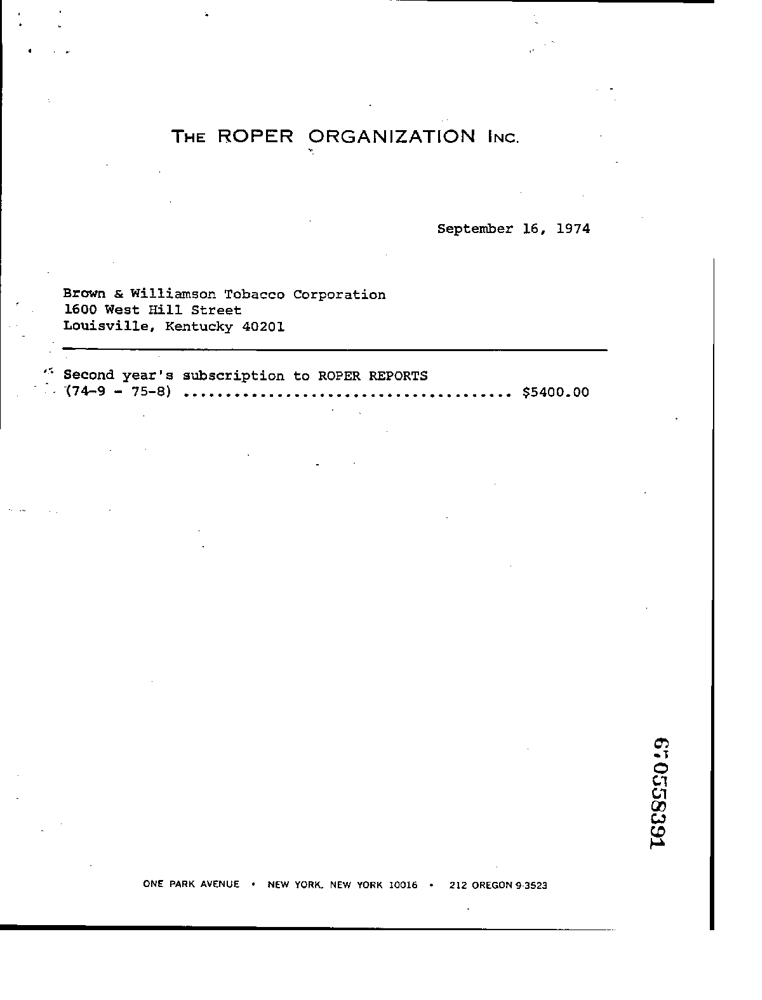 THE ROPER ORGANIZATION INC.
September 16, 1974
Brown & Williamson Tobacco Corporation
1600 West Hill Street
Louisville, Kentucky 40201
Second year's subscription to ROPER REPORTS
(74-9 - 75-8) ....................................... $5400.00
670558391
ONE PARK AVENUE • NEW YORK, NEW YORK 10016 • 212 OREGON 9-3523